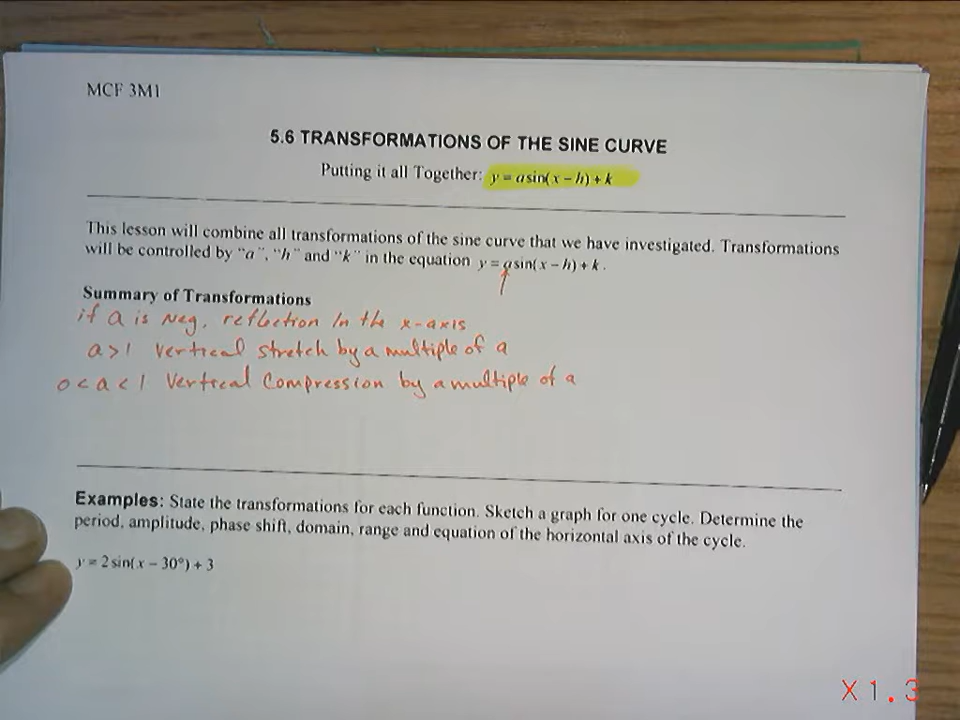 MCF 3M1
5.6 TRANSFORMATIONS OF THE SINE CURVE
Putting it all Together: y = a sin(x – h) + k
This lesson will combine all transformations of the sine curve that we have investigated. Transformations
will be controlled by "a", "h" and "k" in the equation y = a sin(x – h) + k.
Summary of Transformations
if a is neg, reflection in the x-axis
a > 1 Vertical stretch by a multiple of a
0 < a < 1 Vertical Compression by a multiple of a
Examples: State the transformations for each function. Sketch a graph for one cycle. Determine the
period, amplitude, phase shift, domain, range and equation of the horizontal axis of the cycle.
y = 2 sin(x – 30°) + 3
X 1.3